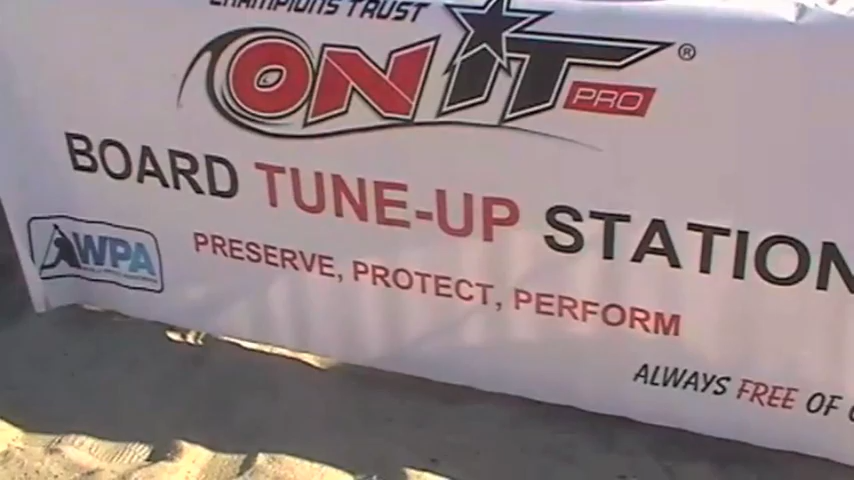 CHAMPIONS TRUST
ON IT ®
PRO
BOARD TUNE-UP STATION
WPA
PRESERVE, PROTECT, PERFORM
ALWAYS FREE OF